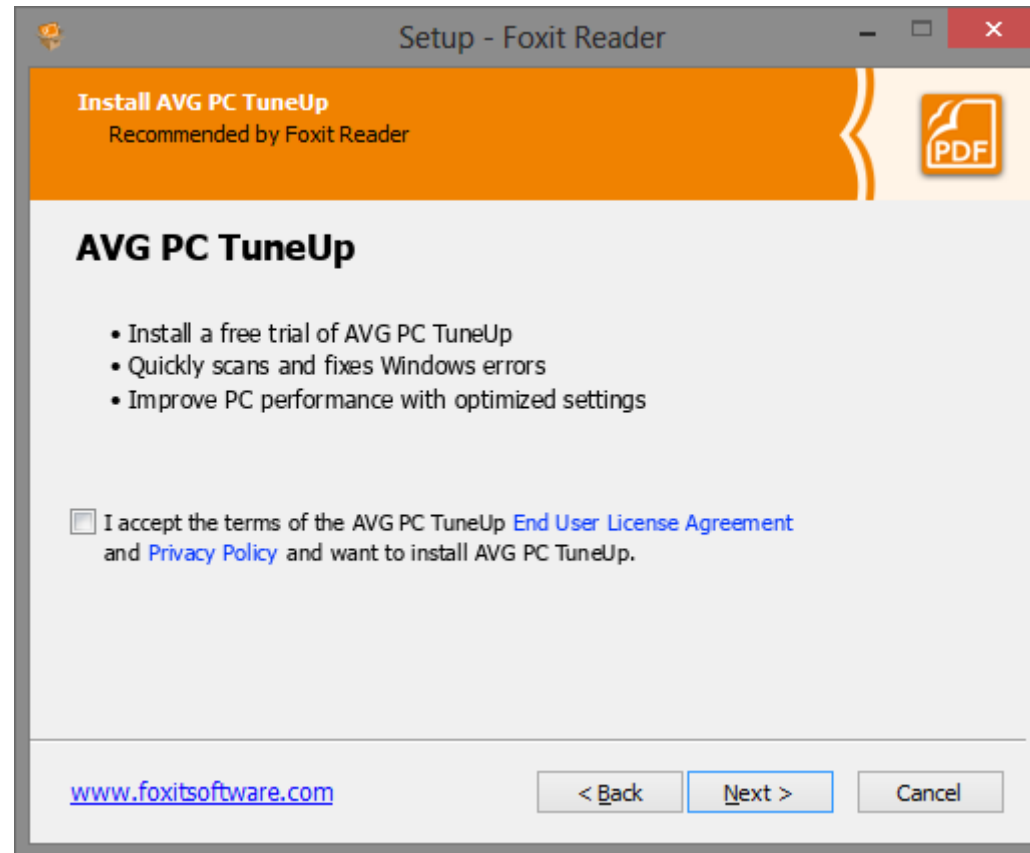 Setup - Foxit Reader
Install AVG PC TuneUp
Recommended by Foxit Reader
PDF
AVG PC TuneUp
• Install a free trial of AVG PC TuneUp
• Quickly scans and fixes Windows errors
• Improve PC performance with optimized settings
I accept the terms of the AVG PC TuneUp End User License Agreement
and Privacy Policy and want to install AVG PC TuneUp.
www.foxitsoftware.com
< Back
Next >
Cancel